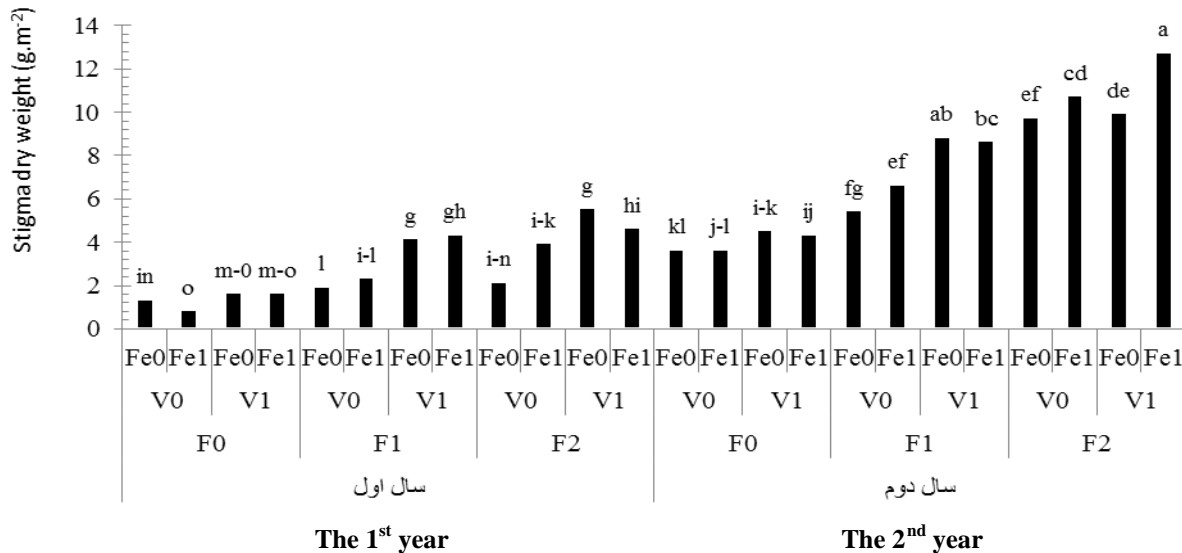 Stigma dry weight (g.m-2)
14
12
10
8
6
4
2
0
in o m-0 m-o l i-l g gh i-n i-k g hi kl j-l i-k ij fg ef ab bc ef cd de a
Fe0 Fe1 Fe0 Fe1 Fe0 Fe1 Fe0 Fe1 Fe0 Fe1 Fe0 Fe1 Fe0 Fe1 Fe0 Fe1 Fe0 Fe1 Fe0 Fe1 Fe0 Fe1 Fe0 Fe1
V0 V1 V0 V1 V0 V1 V0 V1 V0 V1 V0 V1
F0 F1 F2 F0 F1 F2
سال اول
سال دوم
The 1st year
The 2nd year